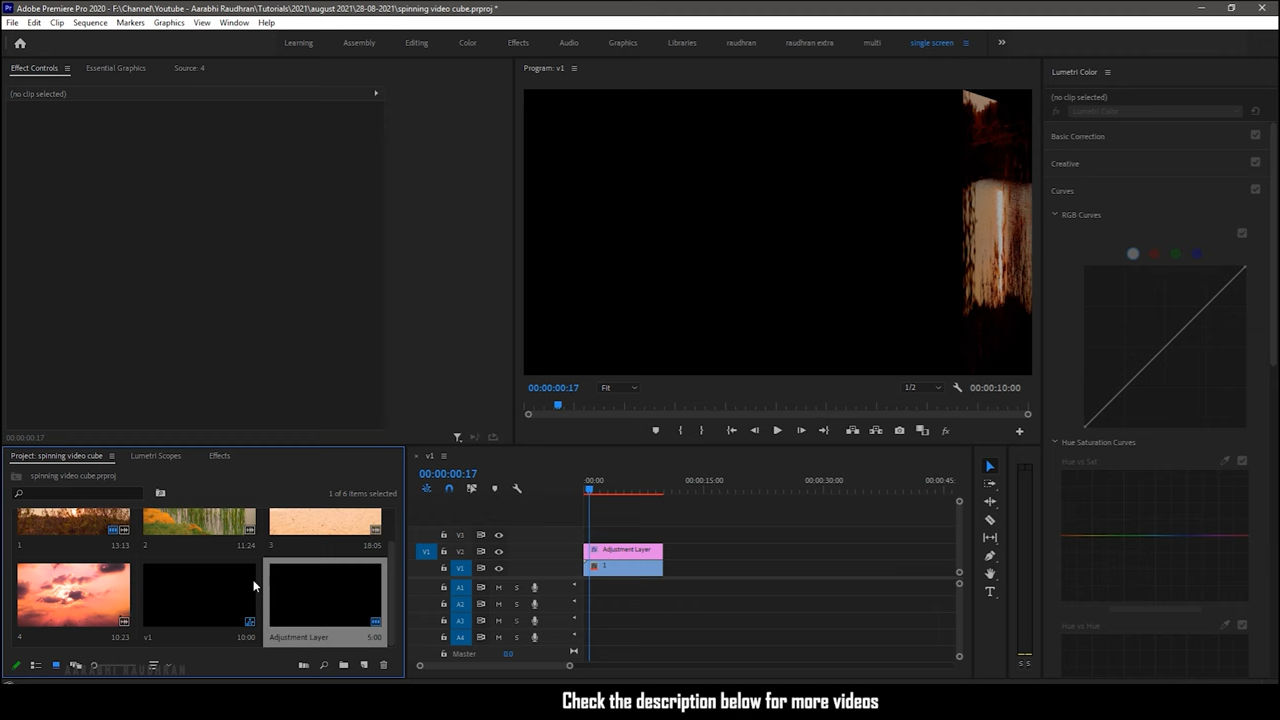 Adobe Premiere Pro 2020 - F:\Channel\Youtube - Aarabhi Raudhran\Tutorials\2021\august 2021\28-08-2021\spinning video cube.prproj *
File Edit Clip Sequence Markers Graphics View Window Help
Learning Assembly Editing Color Effects Audio Graphics Libraries raudhran raudhran extra multi single screen
Effect Controls Essential Graphics Source: 4
Program: v1
Lumetri Color
(no clip selected)
(no clip selected)
fx Lumetri Color
Basic Correction
Creative
Curves
RGB Curves
00:00:00:17 Fit 1/2 00:00:10:00
00:00:00:17
Hue Saturation Curves
Hue vs Sat
Hue vs Hue
Project: spinning video cube Lumetri Scopes Effects
spinning video cube.prproj
1 of 6 items selected
1 13:13 2 11:24 3 18:05
4 10:23 v1 10:00 Adjustment Layer 5:00
AARABHI RAUDHRAN
v1
00:00:00:17
:00:00 00:00:15:00 00:00:30:00 00:00:45:
V3
V1 V2 Adjustment Layer
V1 1
A1 M S
A2 M S
A3 M S
A4 M S
Master 0.0
S S
Check the description below for more videos